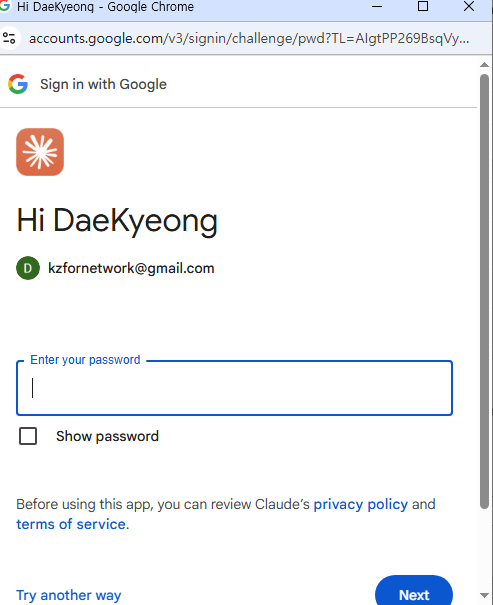 Hi DaeKyeong - Google Chrome
accounts.google.com/v3/signin/challenge/pwd?TL=AIgtPP269BsqVy...
Sign in with Google
Hi DaeKyeong
D kzfornetwork@gmail.com
Enter your password
Show password
Before using this app, you can review Claude's privacy policy and
terms of service.
Try another way
Next